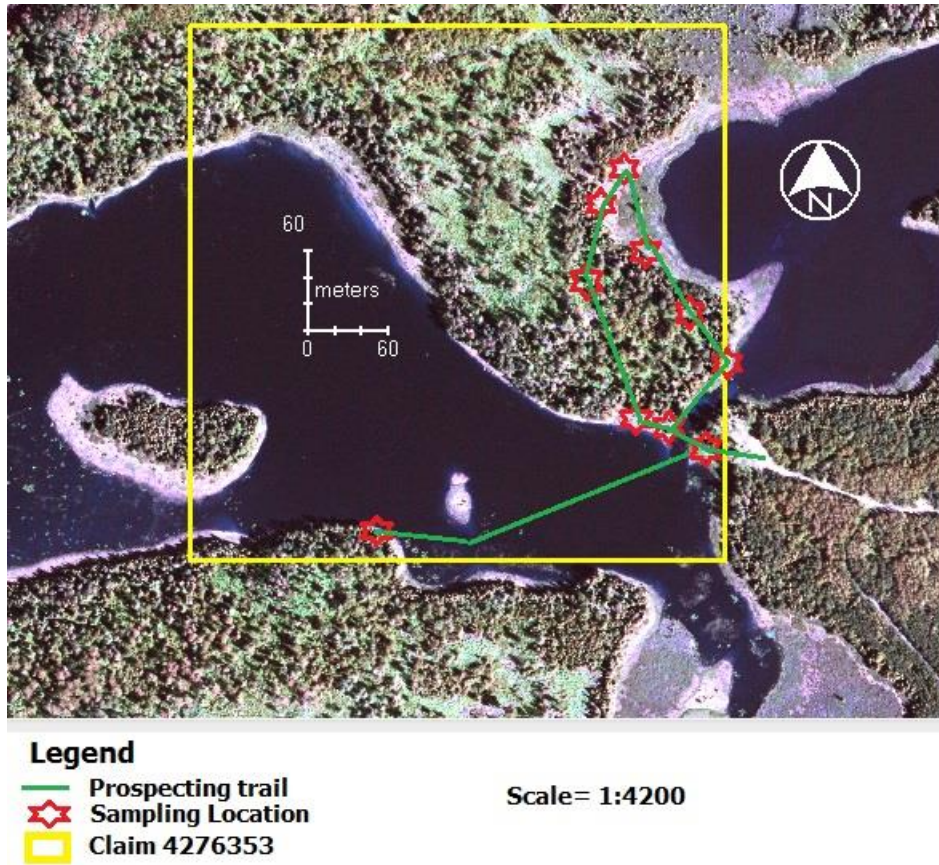 N
60
meters
0 60
Legend
Prospecting trail
Sampling Location
Claim 4276353
Scale= 1:4200